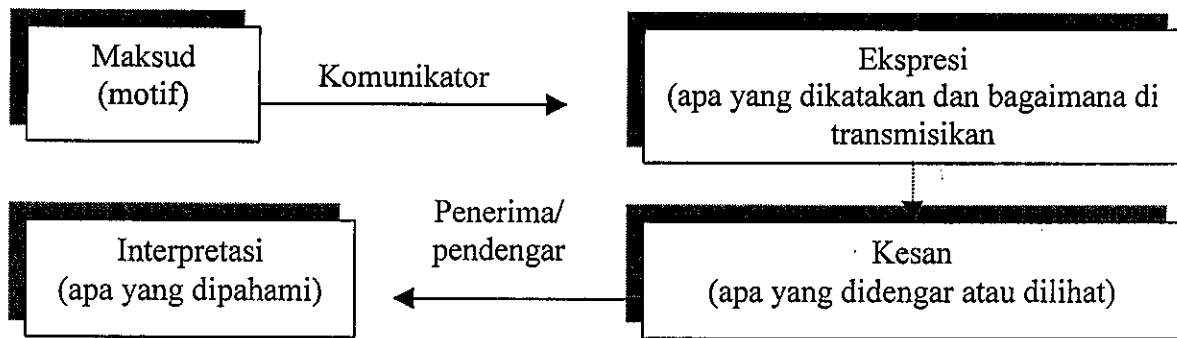 Maksud
(motif)
Komunikator
Ekspresi
(apa yang dikatakan dan bagaimana di
transmisikan
Kesan
(apa yang didengar atau dilihat)
Penerima/
pendengar
Interpretasi
(apa yang dipahami)